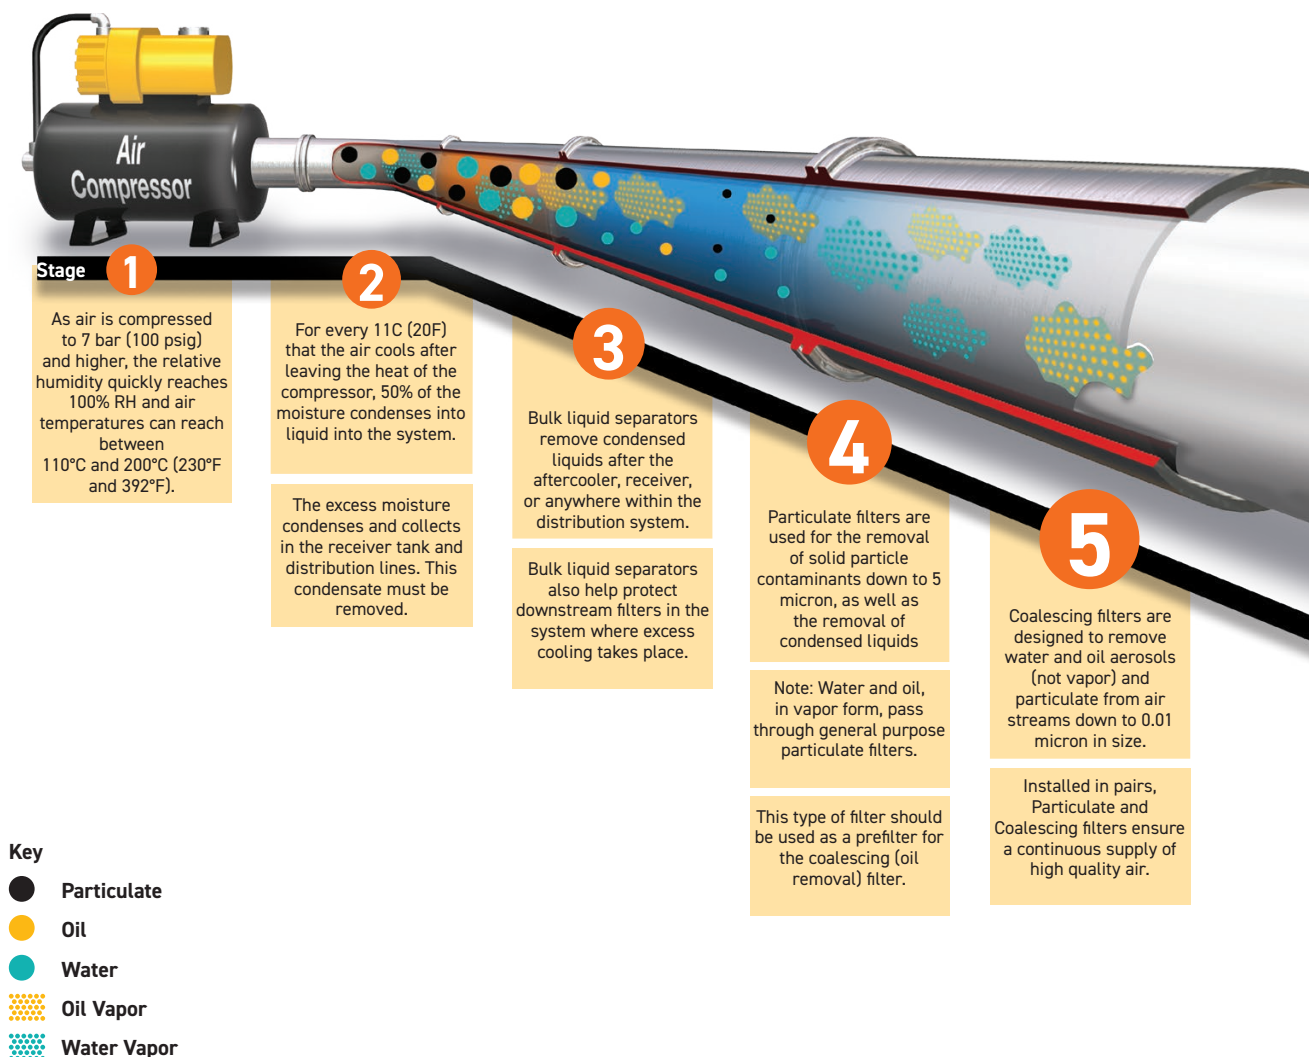 Air
Compressor
Stage
1
As air is compressed
to 7 bar (100 psig)
and higher, the relative
humidity quickly reaches
100% RH and air
temperatures can reach
between
110°C and 200°C (230°F
and 392°F).
2
For every 11C (20F)
that the air cools after
leaving the heat of the
compressor, 50% of the
moisture condenses into
liquid into the system.
The excess moisture
condenses and collects
in the receiver tank and
distribution lines. This
condensate must be
removed.
3
Bulk liquid separators
remove condensed
liquids after the
aftercooler, receiver,
or anywhere within the
distribution system.
Bulk liquid separators
also help protect
downstream filters in the
system where excess
cooling takes place.
4
Particulate filters are
used for the removal
of solid particle
contaminants down to 5
micron, as well as
the removal of
condensed liquids
Note: Water and oil,
in vapor form, pass
through general purpose
particulate filters.
This type of filter should
be used as a prefilter for
the coalescing (oil
removal) filter.
5
Coalescing filters are
designed to remove
water and oil aerosols
(not vapor) and
particulate from air
streams down to 0.01
micron in size.
Installed in pairs,
Particulate and
Coalescing filters ensure
a continuous supply of
high quality air.
Key
Particulate
Oil
Water
Oil Vapor
Water Vapor